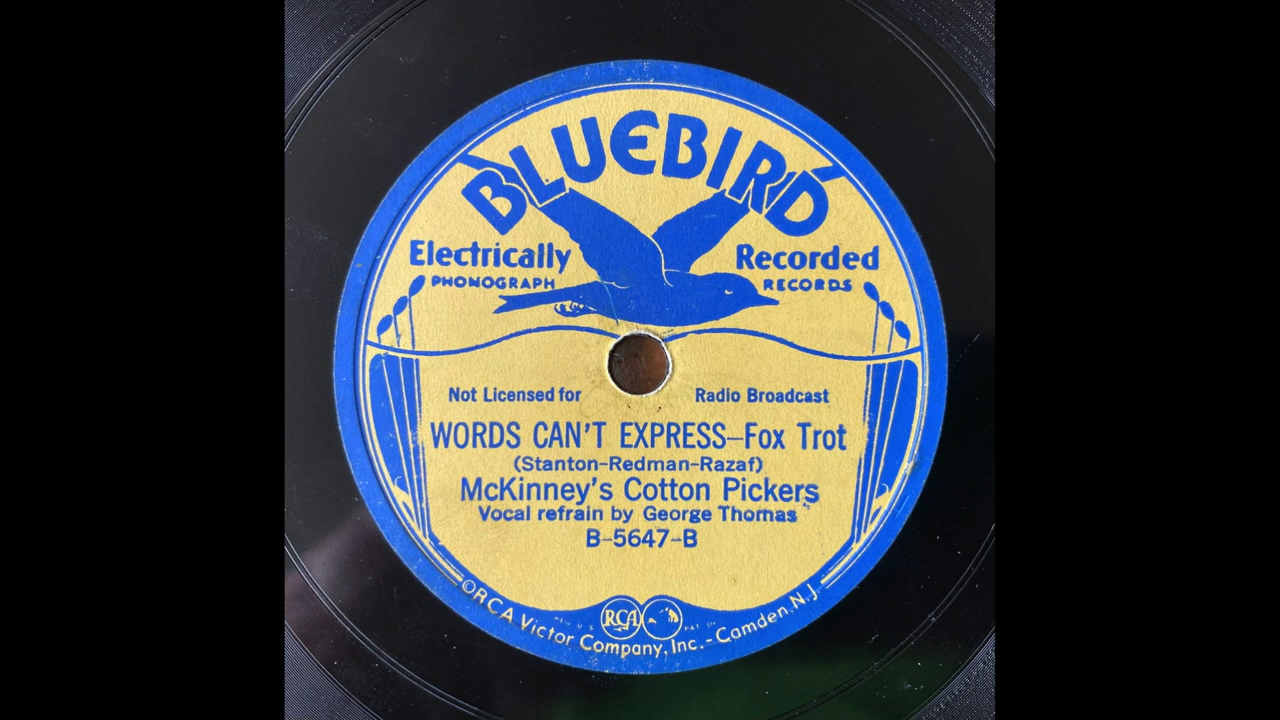 BLUEBIRD
Electrically Recorded
PHONOGRAPH RECORDS
Not Licensed for Radio Broadcast
WORDS CAN'T EXPRESS–Fox Trot
(Stanton-Redman-Razaf)
McKinney's Cotton Pickers
Vocal refrain by George Thomas
B-5647-B
RCA
©RCA Victor Company, Inc.-Camden, N.J.